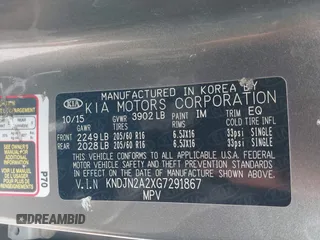 MANUFACTURED IN KOREA BY
KIA KIA MOTORS CORPORATION
10/15 GVWR 3902 LB PAINT IM TRIM EQ
TIRES RIMS COLD TIRE INFL
FRONT 2249 LB 205/60 R16 6.5JX16 33psi SINGLE
REAR 2028 LB 205/60 R16 6.5JX16 33psi SINGLE
THIS VEHICLE CONFORMS TO ALL APPLICABLE U.S. FEDERAL
MOTOR VEHICLE SAFETY AND THEFT PREVENTION STANDARDS
IN EFFECT ON THE DATE OF MANUFACTURE SHOWN ABOVE.
V.I.N KNDJN2A2XG7291867
MPV
P70
DREAMBID